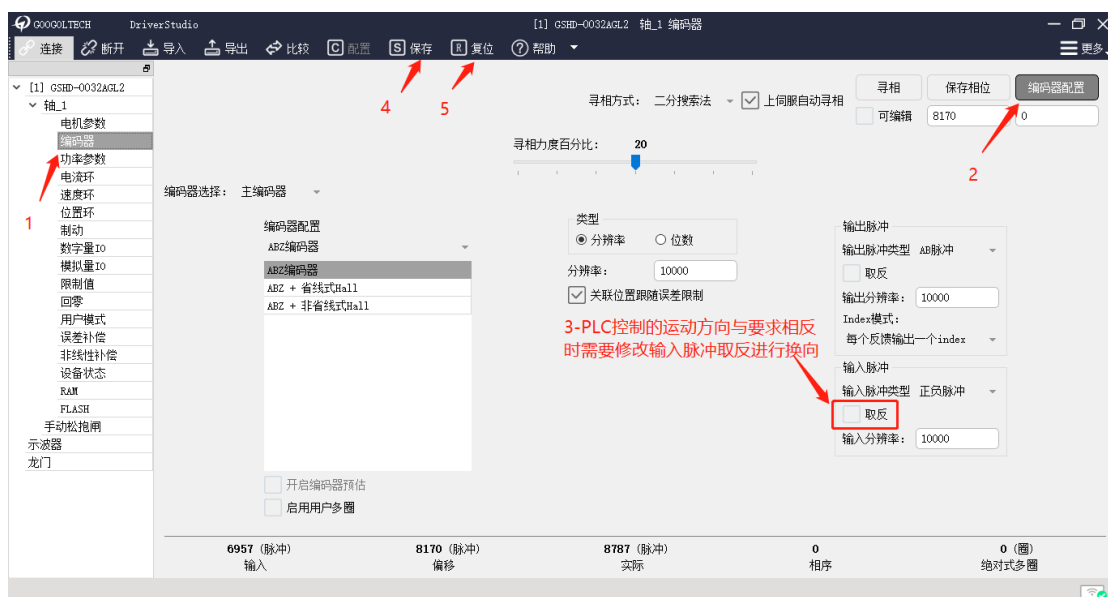 GOOGOLTECH DriverStudio [1] GSHD-0032AGL2 轴_1 编码器
连接 断开 导入 导出 比较 C 配置 S 保存 R 复位 ? 帮助 更多
[1] GSHD-0032AGL2
轴_1
电机参数
编码器
功率参数
电流环
速度环
位置环
制动
数字量IO
模拟量IO
限制值
回零
用户模式
误差补偿
非线性补偿
设备状态
RAM
FLASH
手动松抱闸
示波器
龙门
1
4
5
2
寻相方式: 二分搜索法 上伺服自动寻相
寻相 保存相位 编码器配置
可编辑 8170 0
寻相力度百分比: 20
编码器选择: 主编码器
编码器配置
ABZ编码器
ABZ编码器
ABZ + 省线式Hall
ABZ + 非省线式Hall
开启编码器预估
启用用户多圈
类型
分辨率 位数
分辨率: 10000
关联位置跟随误差限制
3-PLC控制的运动方向与要求相反
时需要修改输入脉冲取反进行换向
输出脉冲
输出脉冲类型 AB脉冲
取反
输出分辨率: 10000
Index模式:
每个反馈输出一个index
输入脉冲
输入脉冲类型 正负脉冲
取反
输入分辨率: 10000
6957 (脉冲) 8170 (脉冲) 8787 (脉冲) 0 0 (圈)
输入 偏移 实际 相序 绝对式多圈